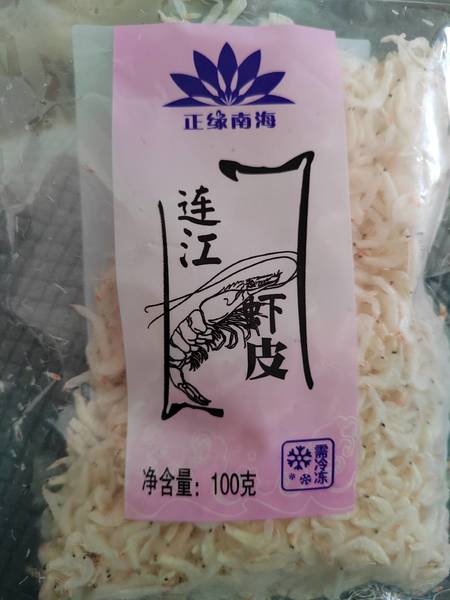 正缘南海
连江
虾皮
净含量：100克
需冷冻